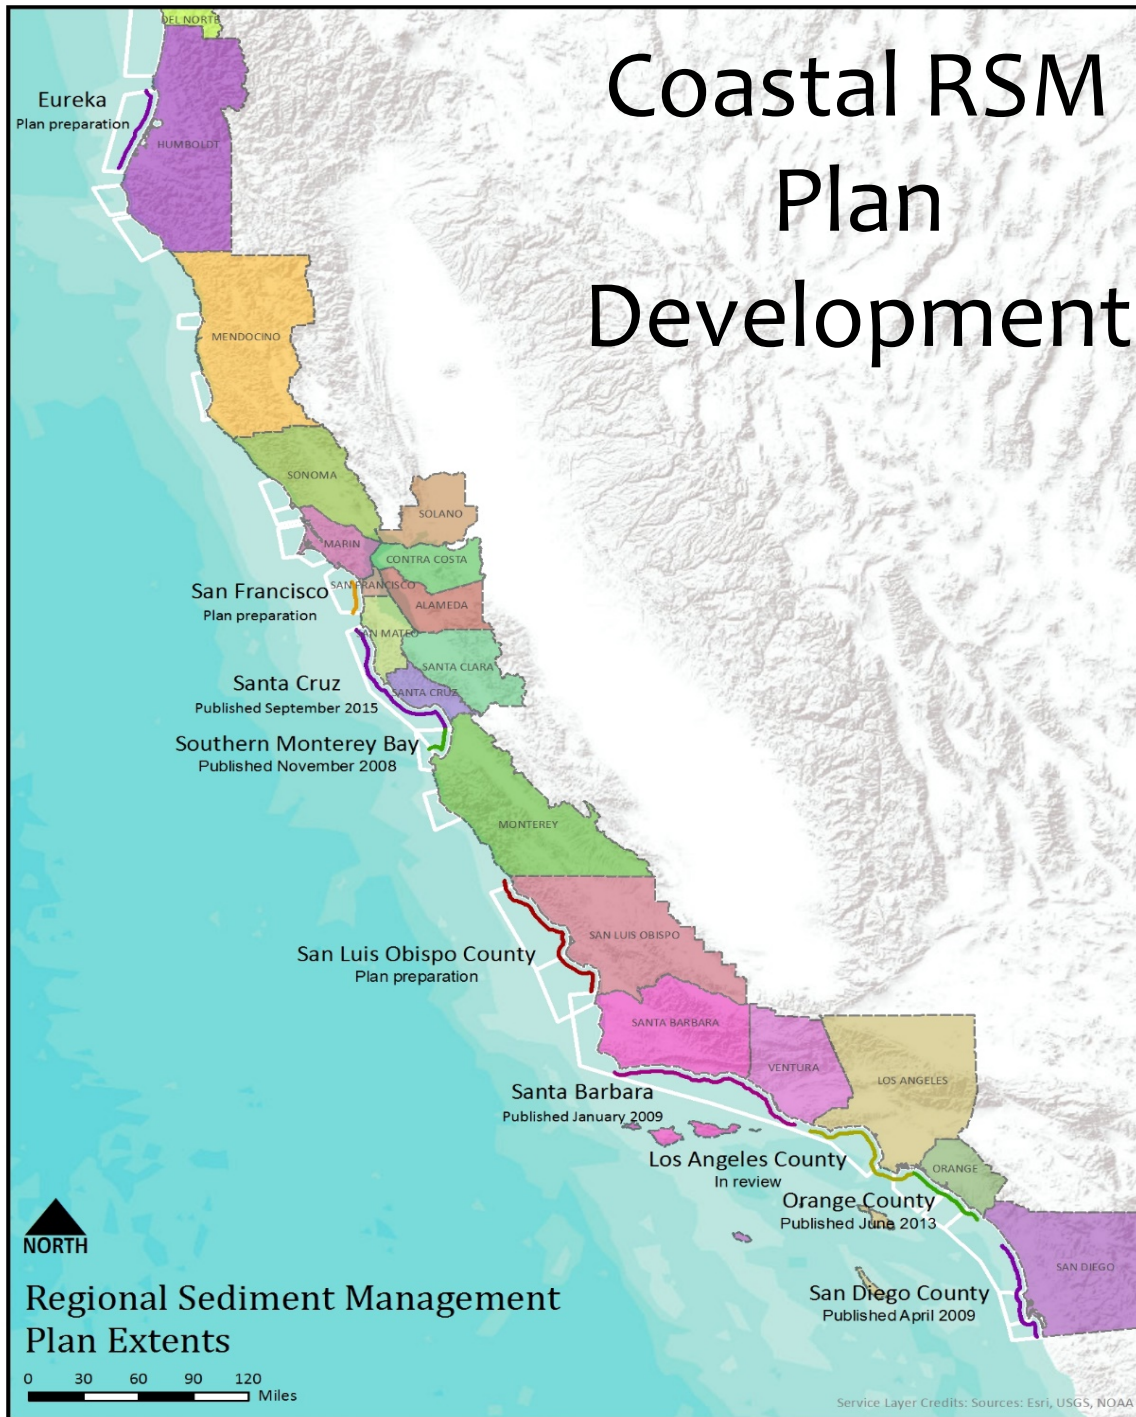 Coastal RSM
Plan
Development
DEL NORTE
Eureka
Plan preparation
HUMBOLDT
MENDOCINO
SONOMA
SOLANO
MARIN
CONTRA COSTA
San Francisco
Plan preparation
SAN FRANCISCO
ALAMEDA
SAN MATEO
SANTA CLARA
Santa Cruz
Published September 2015
SANTA CRUZ
Southern Monterey Bay
Published November 2008
MONTEREY
San Luis Obispo County
Plan preparation
SAN LUIS OBISPO
SANTA BARBARA
VENTURA
LOS ANGELES
Santa Barbara
Published January 2009
Los Angeles County
In review
ORANGE
Orange County
Published June 2013
SAN DIEGO
San Diego County
Published April 2009
NORTH
Regional Sediment Management
Plan Extents
0 30 60 90 120
Miles
Service Layer Credits: Sources: Esri, USGS, NOAA